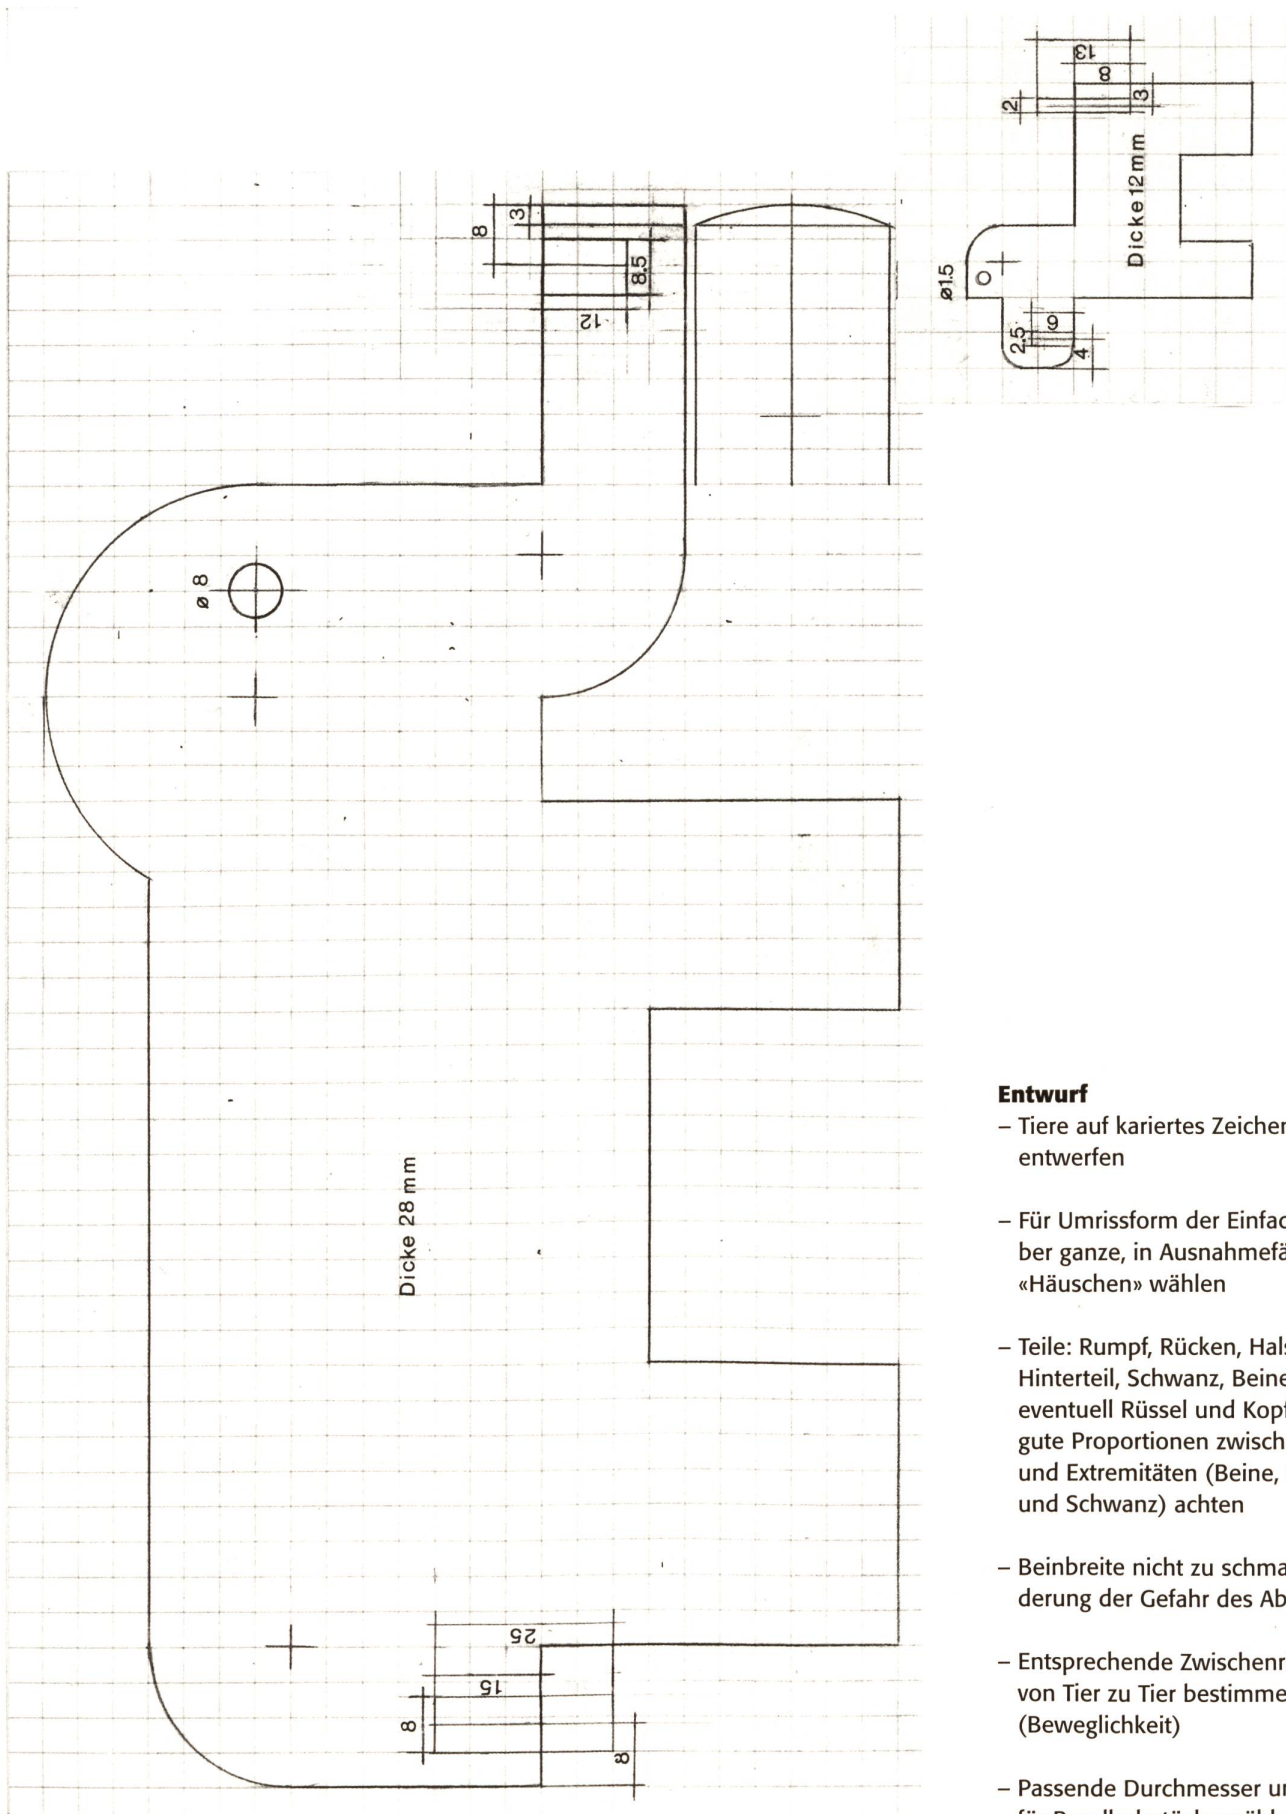 13
8
2
3
Dicke 12 mm
ø1.5
2.5
9
4
3
8
8.5
12
ø 8
Dicke 28 mm
25
15
8
8
Entwurf
– Tiere auf kariertes Zeichen
entwerfen
– Für Umrissform der Einfac
ber ganze, in Ausnahmefä
«Häuschen» wählen
– Teile: Rumpf, Rücken, Hals
Hinterteil, Schwanz, Beine
eventuell Rüssel und Kopf
gute Proportionen zwisch
und Extremitäten (Beine,
und Schwanz) achten
– Beinbreite nicht zu schma
derung der Gefahr des Ab
– Entsprechende Zwischenr
von Tier zu Tier bestimme
(Beweglichkeit)
– Passende Durchmesser un